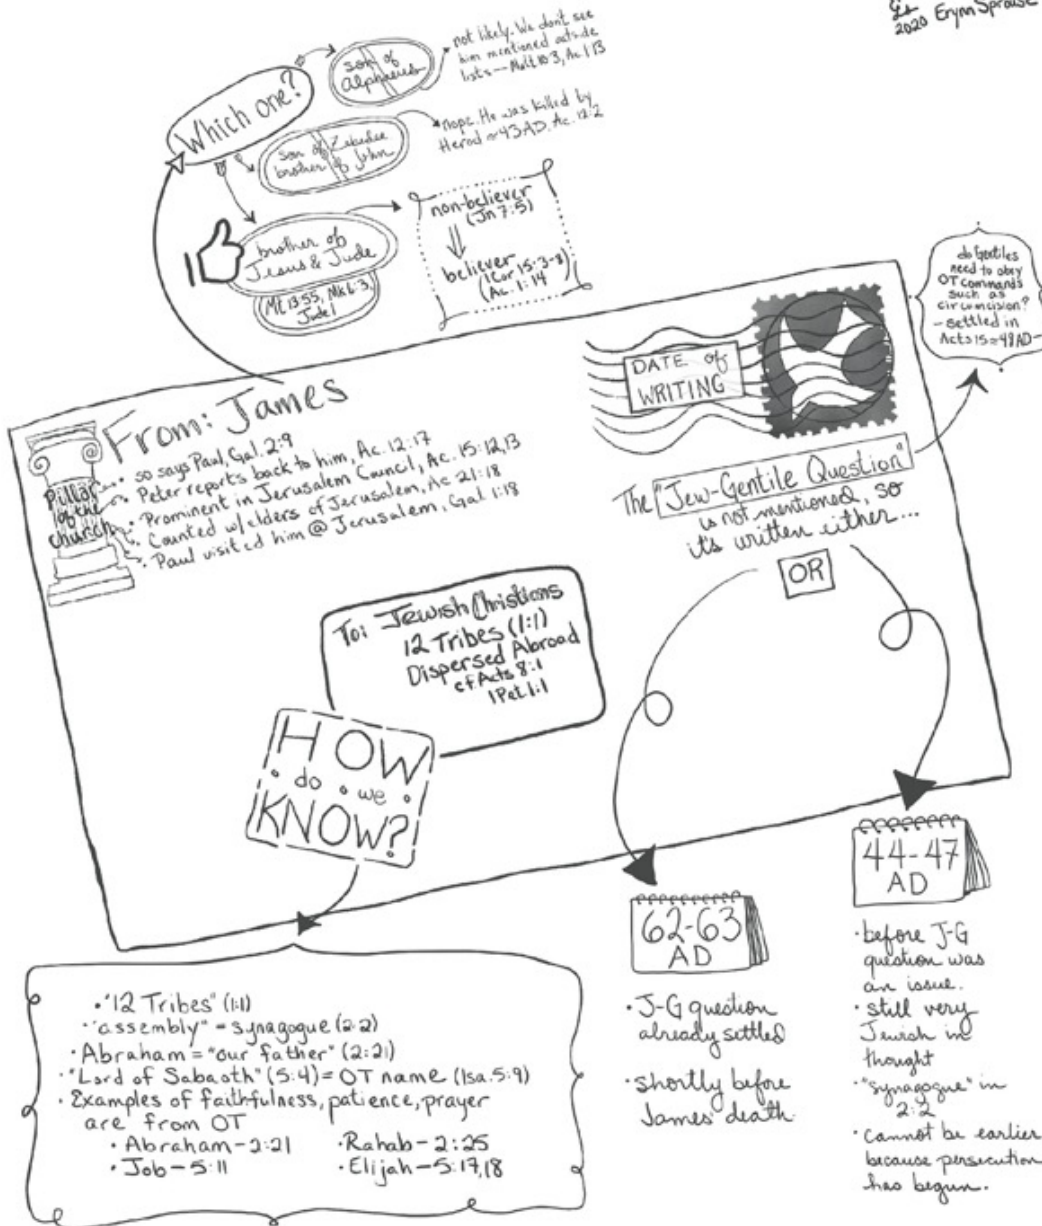 2020 Erynn Sprouse
Which one?
son of
Alphaeus
not likely. We don't see
him mentioned outside
lists--Matt 10:3, Ac. 1:13
son of Zebedee
brother of John
nope. He was killed by
Herod ≈ 43AD. Ac. 12:2
brother of
Jesus & Jude
Mt. 13:55, Mk 6:3,
Jude 1
non-believer
(Jn 7:5)
believer
(1Cor 15:3-8)
(Ac. 1:14
do Gentiles
need to obey
OT commands
such as
circumcision?
-settled in
Acts 15≈48AD-
From: James
Pillar
of the
church
• so says Paul, Gal. 2:9
• Peter reports back to him, Ac. 12:17
• Prominent in Jerusalem Council, Ac. 15:12,13
• Counted w/elders of Jerusalem, Ac 21:18
• Paul visited him @ Jerusalem, Gal 1:18
DATE of
WRITING
The "Jew-Gentile Question"
is not mentioned, so
it's written either...
OR
To: Jewish Christians
12 Tribes (1:1)
Dispersed Abroad
cf Acts 8:1
1Pet. 1:1
HOW
• do • we •
KNOW?
62-63
AD
• J-G question
already settled
• shortly before
James' death
44-47
AD
• before J-G
question was
an issue.
• still very
Jewish in
thought
• "synagogue" in
2:2
• cannot be earlier
because persecution
has begun.
• "12 Tribes" (1:1)
• "assembly" = synagogue (2:2)
• Abraham = "our father" (2:21)
• "Lord of Sabaoth" (5:4) = OT name (Isa. 5:9)
• Examples of faithfulness, patience, prayer
are from OT
• Abraham-2:21 • Rahab-2:25
• Job-5:11 • Elijah-5:17,18